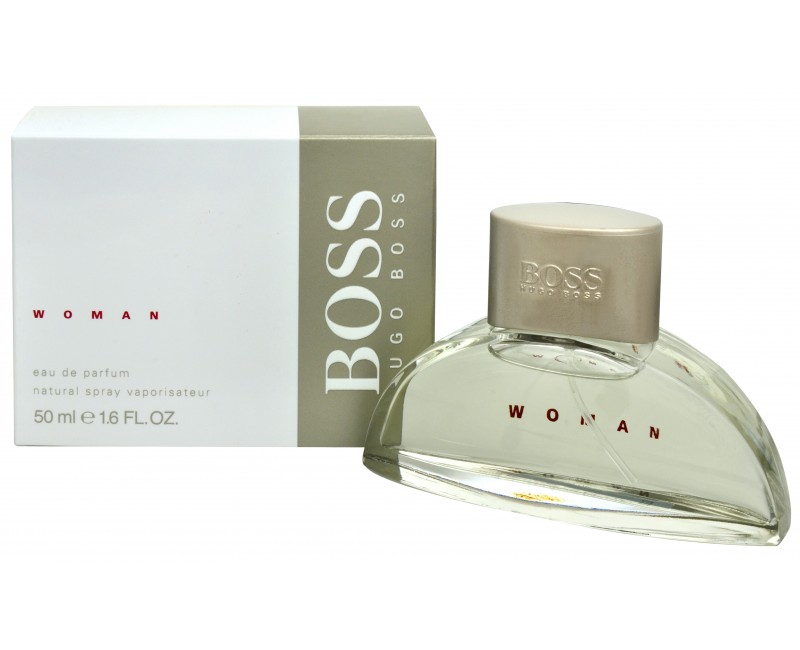 WOMAN
eau de parfum
natural spray vaporisateur
50 ml e 1.6 FL.OZ.
BOSS
HUGO BOSS
BOSS
HUGO BOSS
WOMAN